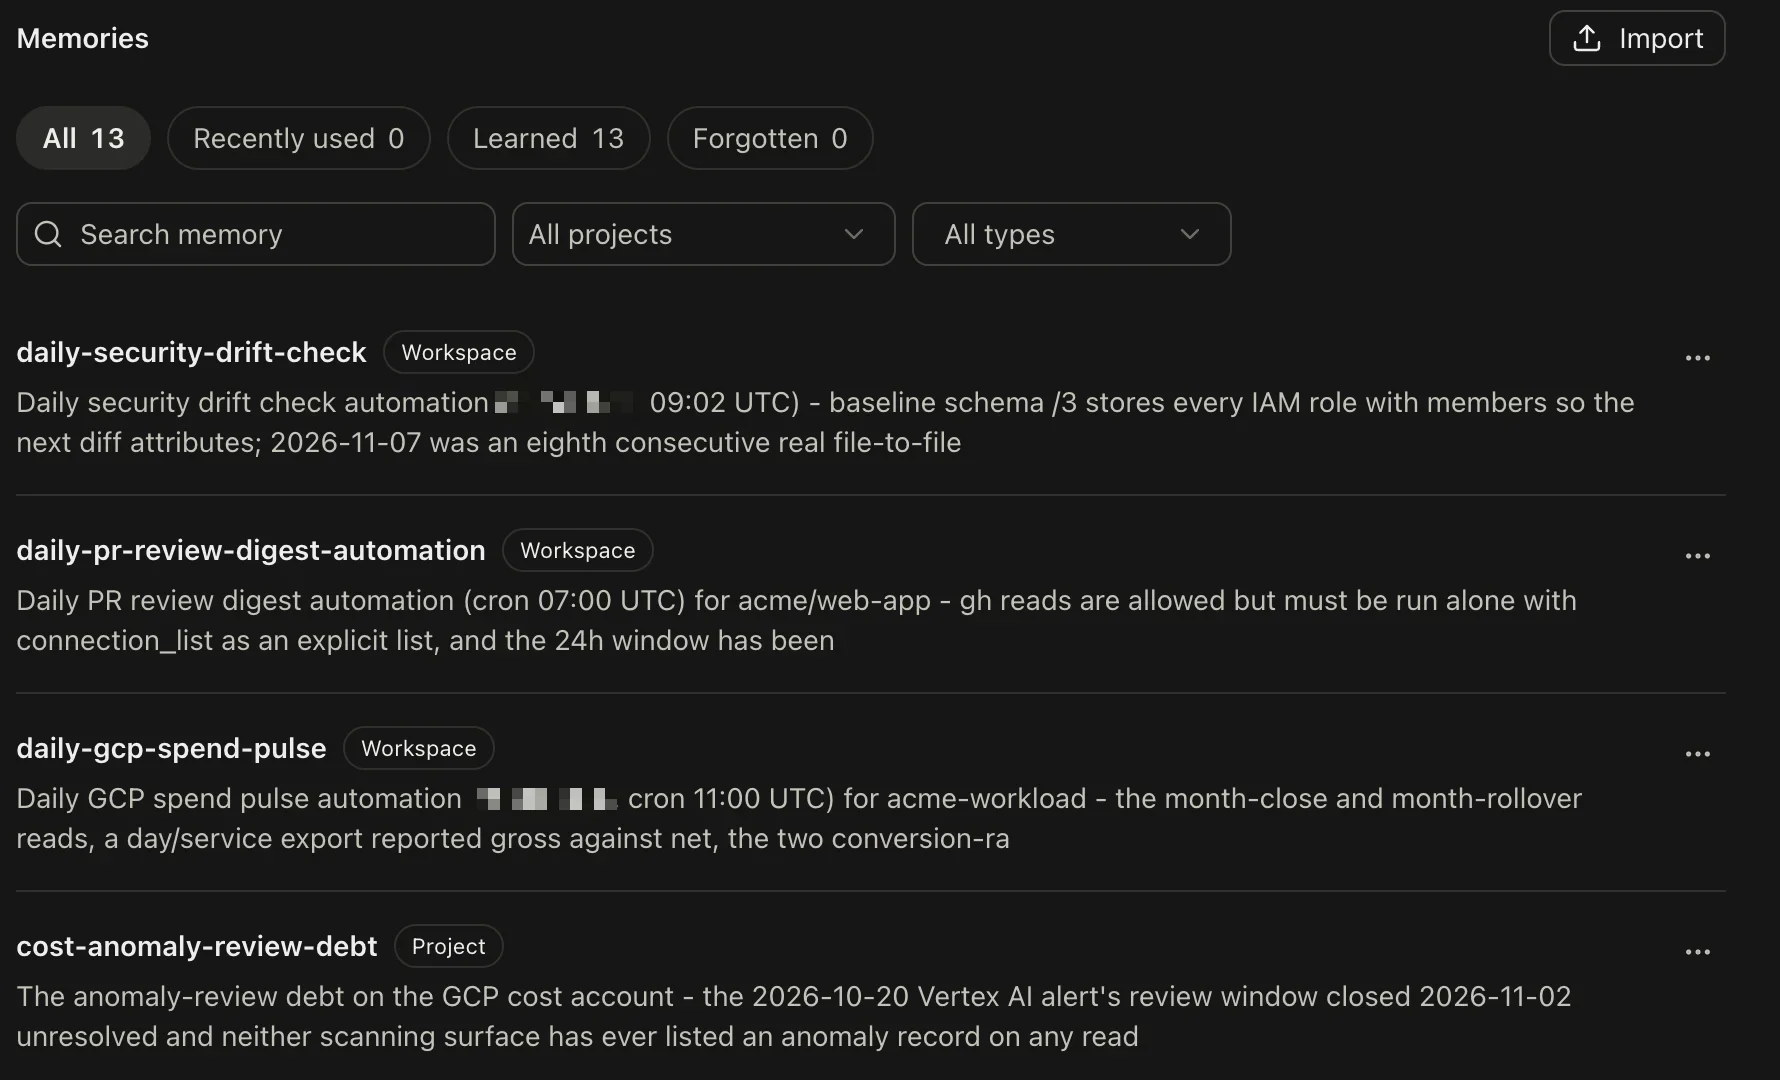 Memories
Import
All 13
Recently used 0
Learned 13
Forgotten 0
Search memory
All projects
All types
daily-security-drift-check
Workspace
Daily security drift check automation 09:02 UTC) - baseline schema /3 stores every IAM role with members so the
next diff attributes; 2026-11-07 was an eighth consecutive real file-to-file
daily-pr-review-digest-automation
Workspace
Daily PR review digest automation (cron 07:00 UTC) for acme/web-app - gh reads are allowed but must be run alone with
connection_list as an explicit list, and the 24h window has been
daily-gcp-spend-pulse
Workspace
Daily GCP spend pulse automation cron 11:00 UTC) for acme-workload - the month-close and month-rollover
reads, a day/service export reported gross against net, the two conversion-ra
cost-anomaly-review-debt
Project
The anomaly-review debt on the GCP cost account - the 2026-10-20 Vertex AI alert's review window closed 2026-11-02
unresolved and neither scanning surface has ever listed an anomaly record on any read